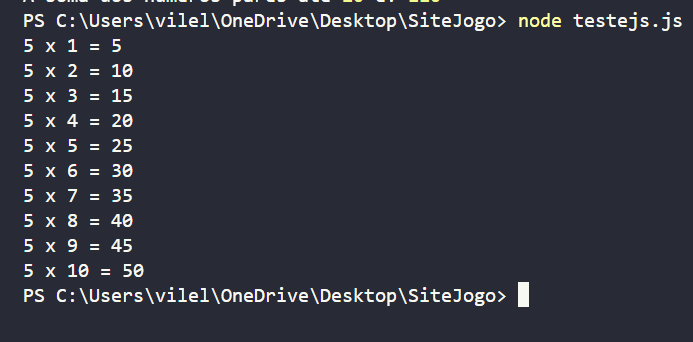 PS C:\Users\vilel\OneDrive\Desktop\SiteJogo> node testejs.js
5 x 1 = 5
5 x 2 = 10
5 x 3 = 15
5 x 4 = 20
5 x 5 = 25
5 x 6 = 30
5 x 7 = 35
5 x 8 = 40
5 x 9 = 45
5 x 10 = 50
PS C:\Users\vilel\OneDrive\Desktop\SiteJogo>